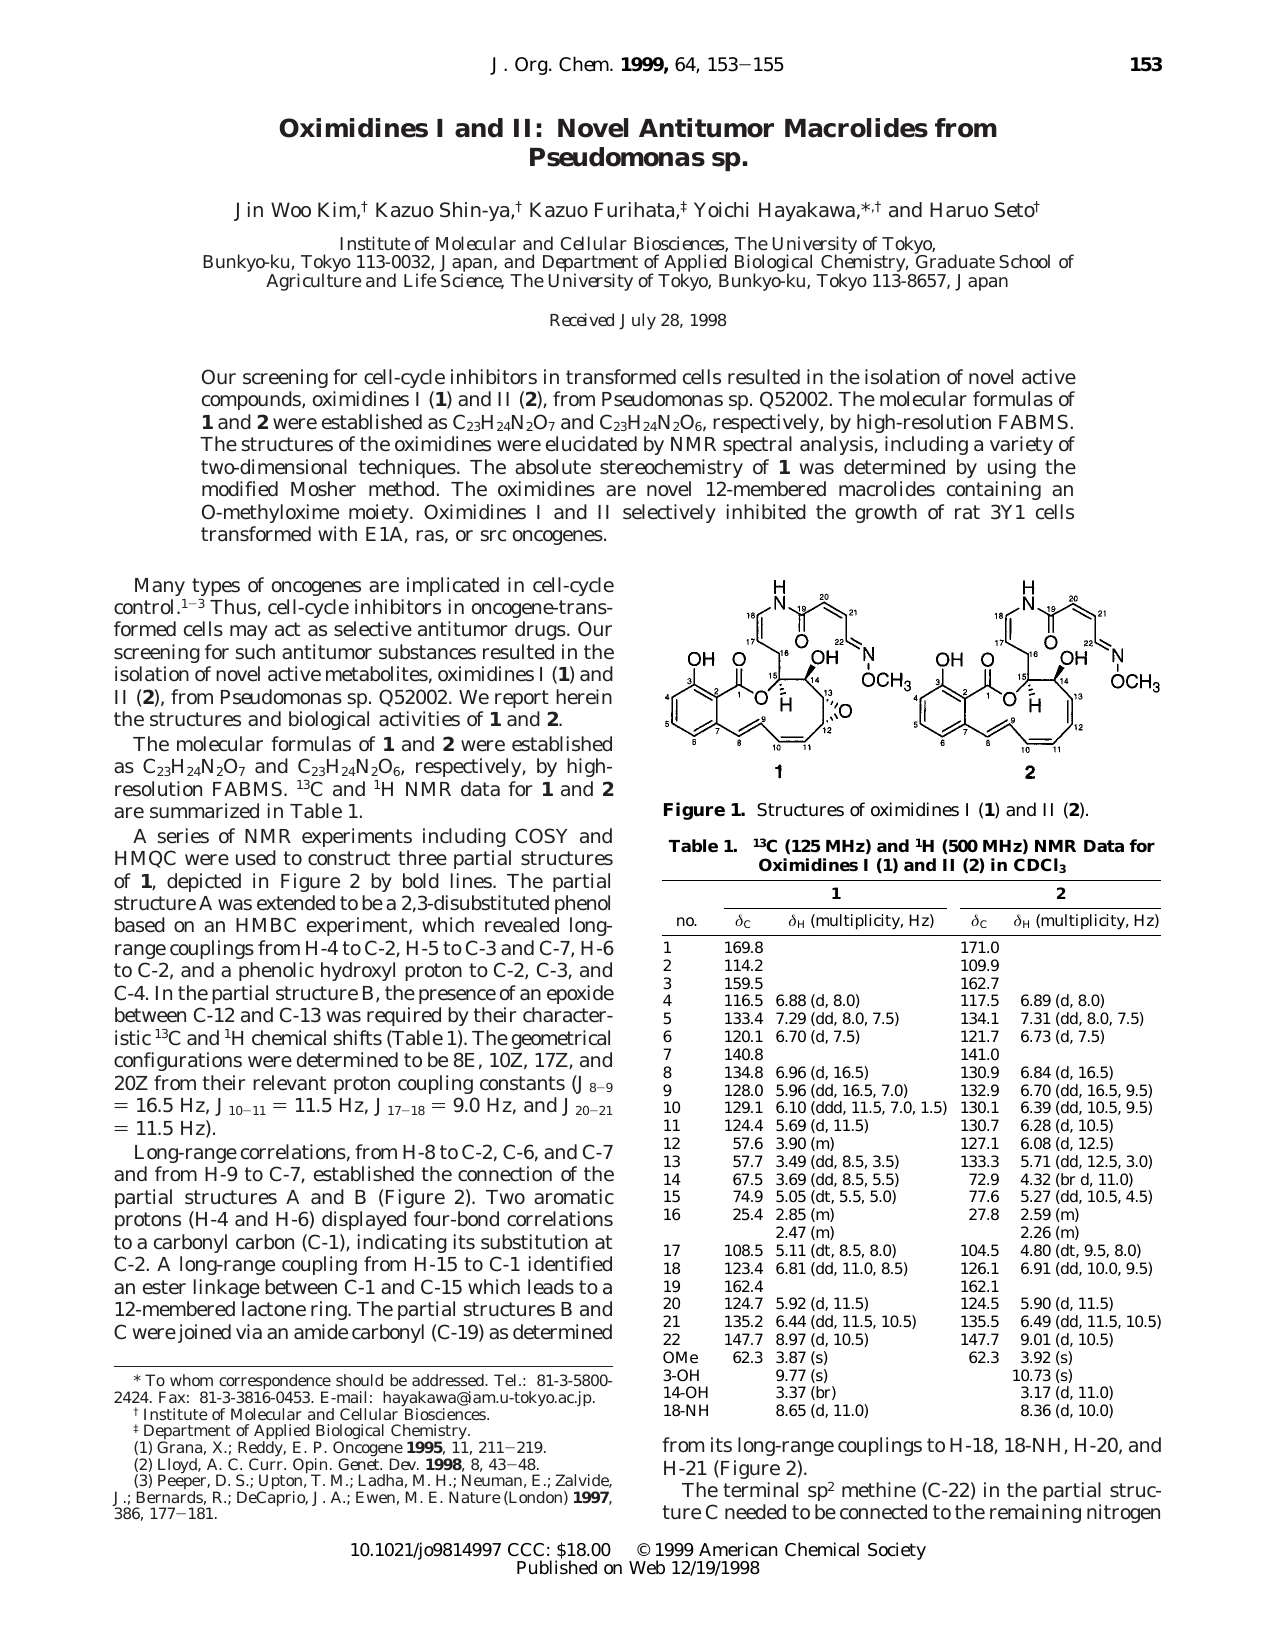 J. Org. Chem. 1999, 64, 153−155
153
Oximidines I and II: Novel Antitumor Macrolides from
Pseudomonas sp.
Jin Woo Kim,† Kazuo Shin-ya,† Kazuo Furihata,‡ Yoichi Hayakawa,*,† and Haruo Seto†
Institute of Molecular and Cellular Biosciences, The University of Tokyo,
Bunkyo-ku, Tokyo 113-0032, Japan, and Department of Applied Biological Chemistry, Graduate School of
Agriculture and Life Science, The University of Tokyo, Bunkyo-ku, Tokyo 113-8657, Japan
Received July 28, 1998
Our screening for cell-cycle inhibitors in transformed cells resulted in the isolation of novel active
compounds, oximidines I (1) and II (2), from Pseudomonas sp. Q52002. The molecular formulas of
1 and 2 were established as C23H24N2O7 and C23H24N2O6, respectively, by high-resolution FABMS.
The structures of the oximidines were elucidated by NMR spectral analysis, including a variety of
two-dimensional techniques. The absolute stereochemistry of 1 was determined by using the
modified Mosher method. The oximidines are novel 12-membered macrolides containing an
O-methyloxime moiety. Oximidines I and II selectively inhibited the growth of rat 3Y1 cells
transformed with E1A, ras, or src oncogenes.
Many types of oncogenes are implicated in cell-cycle
control.1−3 Thus, cell-cycle inhibitors in oncogene-trans-
formed cells may act as selective antitumor drugs. Our
screening for such antitumor substances resulted in the
isolation of novel active metabolites, oximidines I (1) and
II (2), from Pseudomonas sp. Q52002. We report herein
the structures and biological activities of 1 and 2.
The molecular formulas of 1 and 2 were established
as C23H24N2O7 and C23H24N2O6, respectively, by high-
resolution FABMS. 13C and 1H NMR data for 1 and 2
are summarized in Table 1.
A series of NMR experiments including COSY and
HMQC were used to construct three partial structures
of 1, depicted in Figure 2 by bold lines. The partial
structure A was extended to be a 2,3-disubstituted phenol
based on an HMBC experiment, which revealed long-
range couplings from H-4 to C-2, H-5 to C-3 and C-7, H-6
to C-2, and a phenolic hydroxyl proton to C-2, C-3, and
C-4. In the partial structure B, the presence of an epoxide
between C-12 and C-13 was required by their character-
istic 13C and 1H chemical shifts (Table 1). The geometrical
configurations were determined to be 8E, 10Z, 17Z, and
20Z from their relevant proton coupling constants (J8−9
= 16.5 Hz, J10−11 = 11.5 Hz, J17−18 = 9.0 Hz, and J20−21
= 11.5 Hz).
Long-range correlations, from H-8 to C-2, C-6, and C-7
and from H-9 to C-7, established the connection of the
partial structures A and B (Figure 2). Two aromatic
protons (H-4 and H-6) displayed four-bond correlations
to a carbonyl carbon (C-1), indicating its substitution at
C-2. A long-range coupling from H-15 to C-1 identified
an ester linkage between C-1 and C-15 which leads to a
12-membered lactone ring. The partial structures B and
C were joined via an amide carbonyl (C-19) as determined
* To whom correspondence should be addressed. Tel.: 81-3-5800-
2424. Fax: 81-3-3816-0453. E-mail: hayakawa@iam.u-tokyo.ac.jp.
† Institute of Molecular and Cellular Biosciences.
‡ Department of Applied Biological Chemistry.
(1) Grana, X.; Reddy, E. P. Oncogene 1995, 11, 211−219.
(2) Lloyd, A. C. Curr. Opin. Genet. Dev. 1998, 8, 43−48.
(3) Peeper, D. S.; Upton, T. M.; Ladha, M. H.; Neuman, E.; Zalvide,
J.; Bernards, R.; DeCaprio, J. A.; Ewen, M. E. Nature (London) 1997,
386, 177−181.
H N 18 17 16 19 O 20 21 22 N OCH3 OH 3 O 1 O 15 H OH 14 13 O 12 4 5 6 7 2 8 9 10 11
1
H N 18 17 16 19 O 20 21 22 N OCH3 OH 3 O 1 O 15 H OH 14 13 12 4 5 6 7 2 8 9 10 11
2
Figure 1. Structures of oximidines I (1) and II (2).
Table 1. 13C (125 MHz) and 1H (500 MHz) NMR Data for
Oximidines I (1) and II (2) in CDCl3
1 2
no. δC δH (multiplicity, Hz) δC δH (multiplicity, Hz)
1 169.8 171.0
2 114.2 109.9
3 159.5 162.7
4 116.5 6.88 (d, 8.0) 117.5 6.89 (d, 8.0)
5 133.4 7.29 (dd, 8.0, 7.5) 134.1 7.31 (dd, 8.0, 7.5)
6 120.1 6.70 (d, 7.5) 121.7 6.73 (d, 7.5)
7 140.8 141.0
8 134.8 6.96 (d, 16.5) 130.9 6.84 (d, 16.5)
9 128.0 5.96 (dd, 16.5, 7.0) 132.9 6.70 (dd, 16.5, 9.5)
10 129.1 6.10 (ddd, 11.5, 7.0, 1.5) 130.1 6.39 (dd, 10.5, 9.5)
11 124.4 5.69 (d, 11.5) 130.7 6.28 (d, 10.5)
12 57.6 3.90 (m) 127.1 6.08 (d, 12.5)
13 57.7 3.49 (dd, 8.5, 3.5) 133.3 5.71 (dd, 12.5, 3.0)
14 67.5 3.69 (dd, 8.5, 5.5) 72.9 4.32 (br d, 11.0)
15 74.9 5.05 (dt, 5.5, 5.0) 77.6 5.27 (dd, 10.5, 4.5)
16 25.4 2.85 (m) 27.8 2.59 (m)
2.47 (m) 2.26 (m)
17 108.5 5.11 (dt, 8.5, 8.0) 104.5 4.80 (dt, 9.5, 8.0)
18 123.4 6.81 (dd, 11.0, 8.5) 126.1 6.91 (dd, 10.0, 9.5)
19 162.4 162.1
20 124.7 5.92 (d, 11.5) 124.5 5.90 (d, 11.5)
21 135.2 6.44 (dd, 11.5, 10.5) 135.5 6.49 (dd, 11.5, 10.5)
22 147.7 8.97 (d, 10.5) 147.7 9.01 (d, 10.5)
OMe 62.3 3.87 (s) 62.3 3.92 (s)
3-OH 9.77 (s) 10.73 (s)
14-OH 3.37 (br) 3.17 (d, 11.0)
18-NH 8.65 (d, 11.0) 8.36 (d, 10.0)
from its long-range couplings to H-18, 18-NH, H-20, and
H-21 (Figure 2).
The terminal sp2 methine (C-22) in the partial struc-
ture C needed to be connected to the remaining nitrogen
10.1021/jo9814997 CCC: $18.00 © 1999 American Chemical Society
Published on Web 12/19/1998